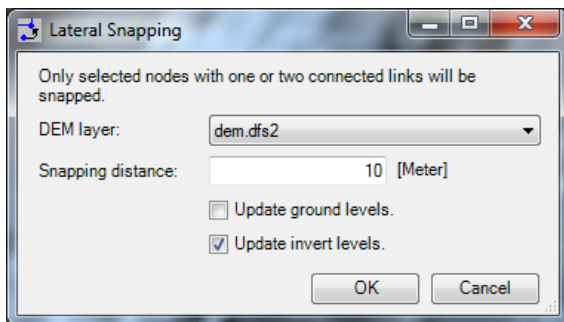 Lateral Snapping
Only selected nodes with one or two connected links will be
snapped.
DEM layer:
dem.dfs2
Snapping distance:
10 [Meter]
Update ground levels.
Update invert levels.
OK
Cancel